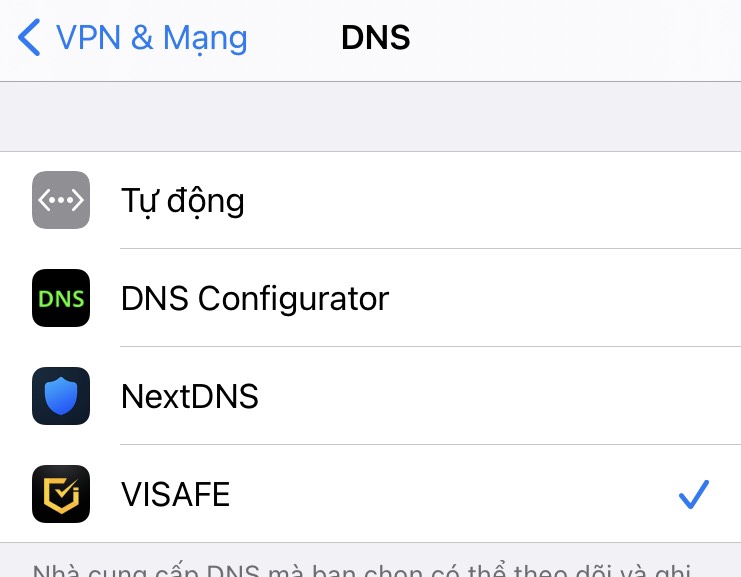 VPN & Mạng
DNS
Tự động
DNS
DNS Configurator
NextDNS
VISAFE
Nhà cung cấp DNS mà bạn chọn có thể theo dõi và ghi